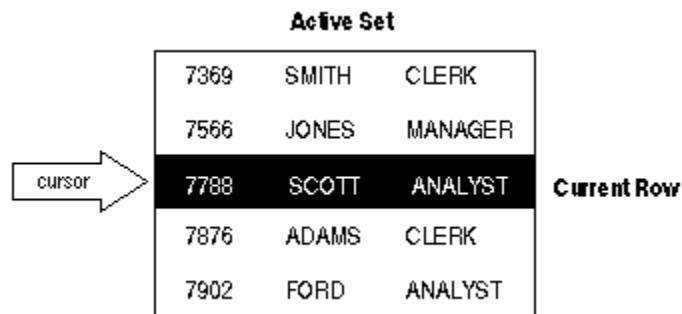 Active Set
7369 SMITH CLERK
7566 JONES MANAGER
cursor 7788 SCOTT ANALYST Current Row
7876 ADAMS CLERK
7902 FORD ANALYST